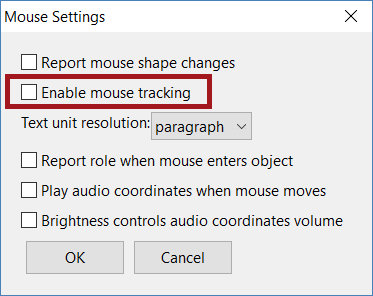 Mouse Settings
Report mouse shape changes
Enable mouse tracking
Text unit resolution: paragraph
Report role when mouse enters object
Play audio coordinates when mouse moves
Brightness controls audio coordinates volume
OK Cancel